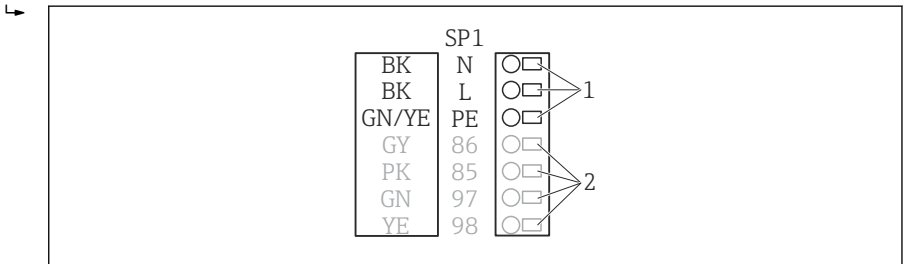 SP1
BK N
BK L 1
GN/YE PE
GY 86
PK 85 2
GN 97
YE 98